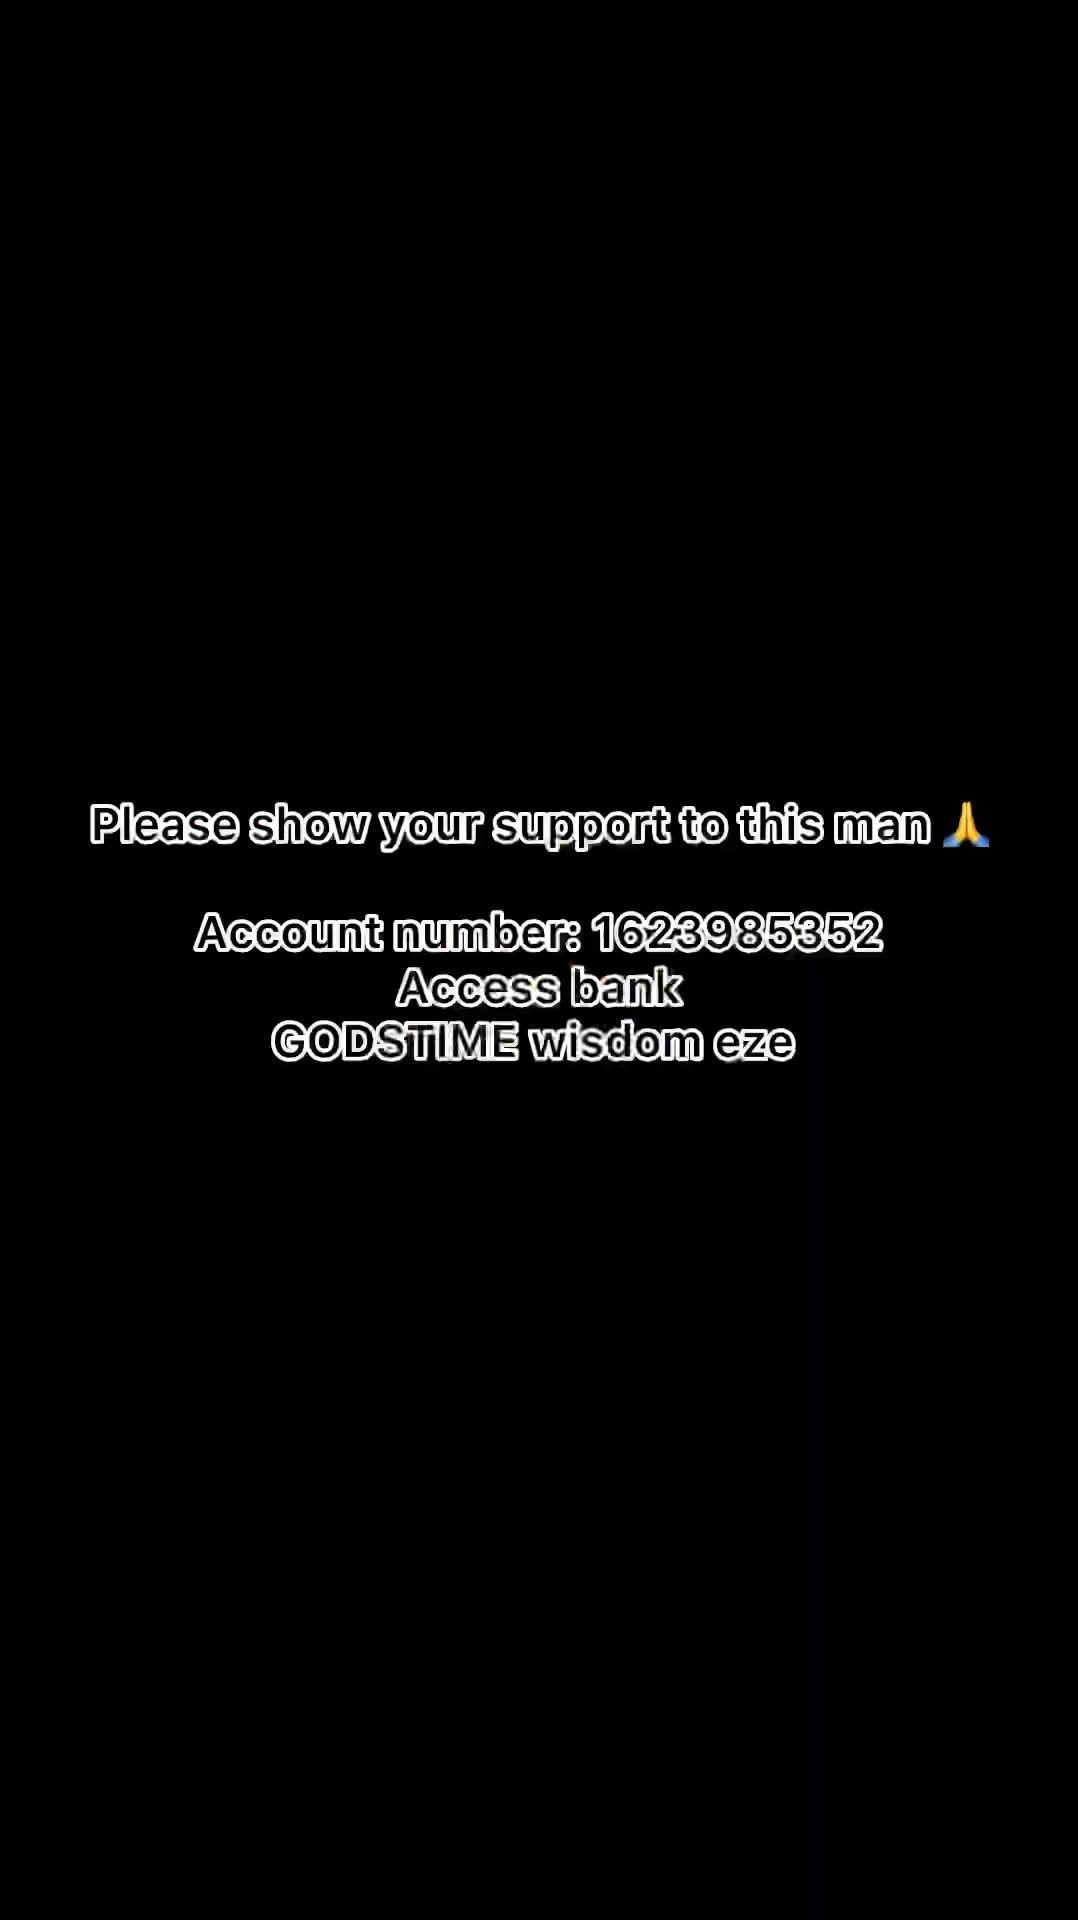 Please show your support to this man 🙏
Account number: 1623985352
Access bank
GODSTIME wisdom eze